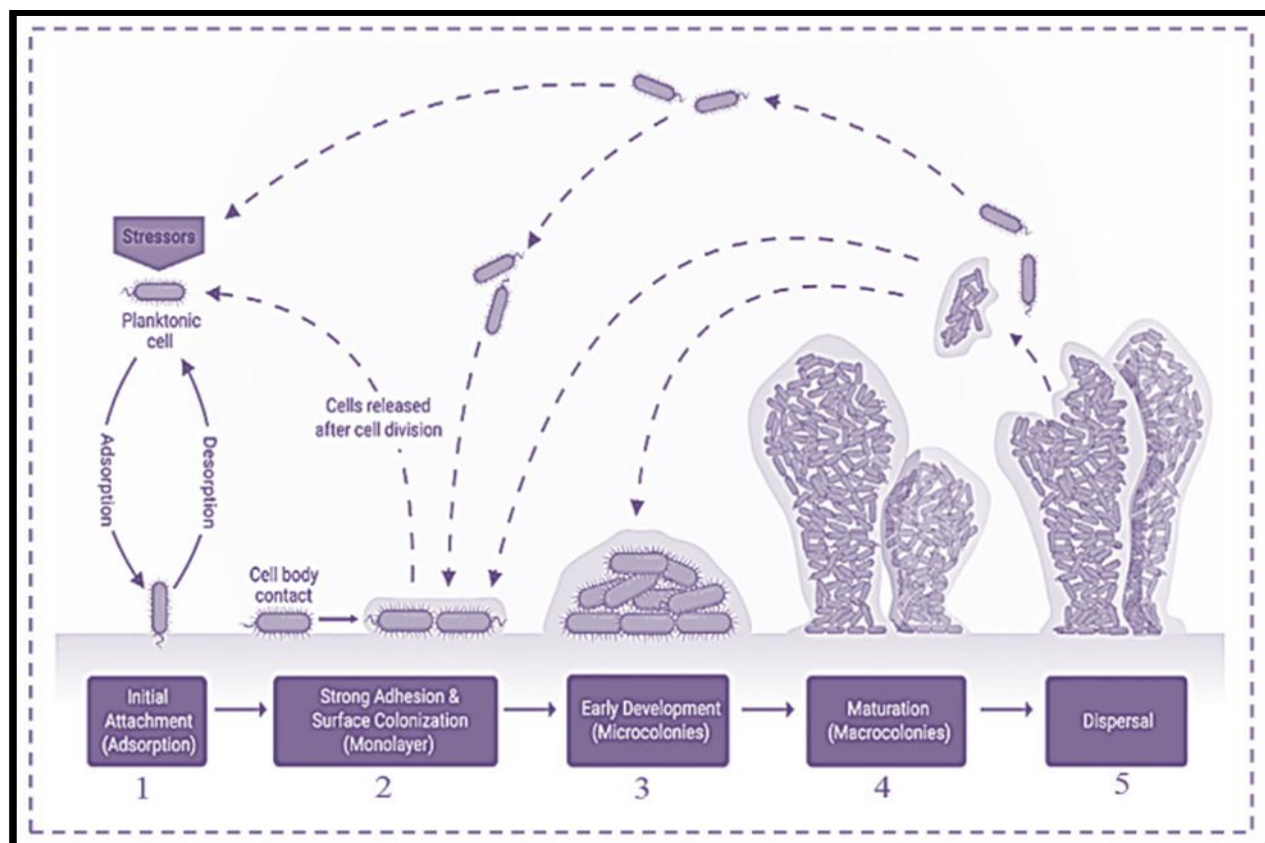 Stressors
Planktonic
cell
Adsorption
Desorption
Cells released
after cell division
Cell body
contact
Initial
Attachment
(Adsorption)
Strong Adhesion &
Surface Colonization
(Monolayer)
Early Development
(Microcolonies)
Maturation
(Macrocolonies)
Dispersal
1
2
3
4
5